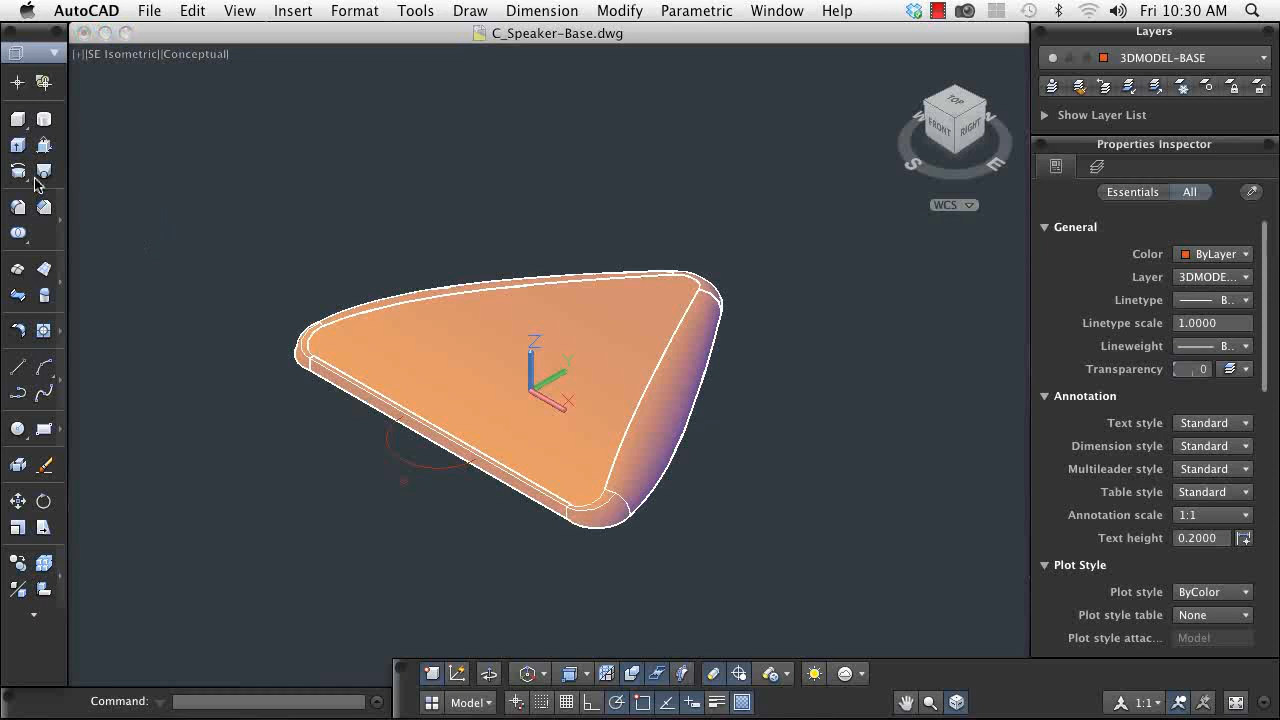 AutoCAD File Edit View Insert Format Tools Draw Dimension Modify Parametric Window Help Fri 10:30 AM
C_Speaker-Base.dwg
[+][SE Isometric][Conceptual]
Layers
3DMODEL-BASE
Show Layer List
Properties Inspector
Essentials All
General
Color ByLayer
Layer 3DMODE...
Linetype B..
Linetype scale 1.0000
Lineweight B..
Transparency 0
Annotation
Text style Standard
Dimension style Standard
Multileader style Standard
Table style Standard
Annotation scale 1:1
Text height 0.2000
Plot Style
Plot style ByColor
Plot style table None
Plot style attac... Model
TOP
FRONT RIGHT
W N
S E
WCS
Z
Y
X
Command:
Model
1:1